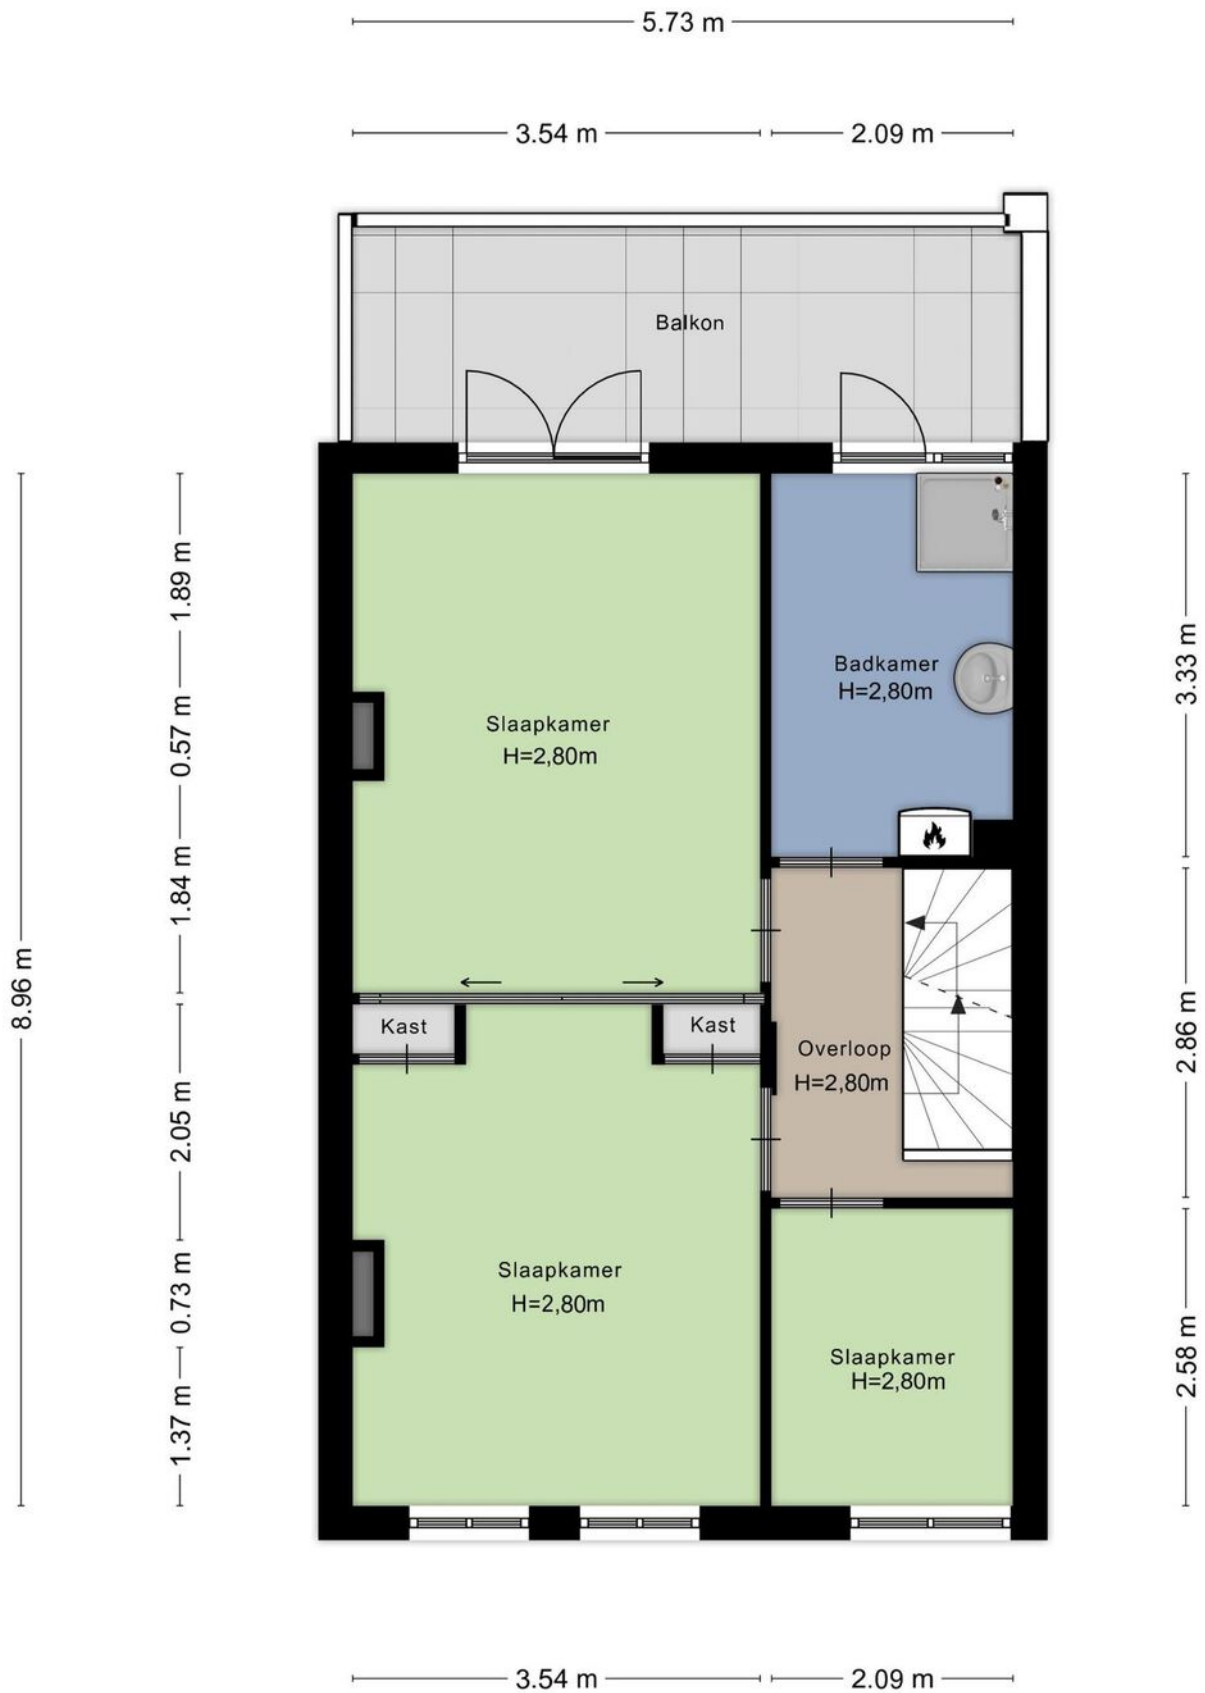 5.73 m
3.54 m
2.09 m
Balkon
1.89 m
0.57 m
1.84 m
8.96 m
2.05 m
0.73 m
1.37 m
Slaapkamer
H=2,80m
Badkamer
H=2,80m
3.33 m
Kast
Kast
Overloop
H=2,80m
2.86 m
Slaapkamer
H=2,80m
Slaapkamer
H=2,80m
2.58 m
3.54 m
2.09 m